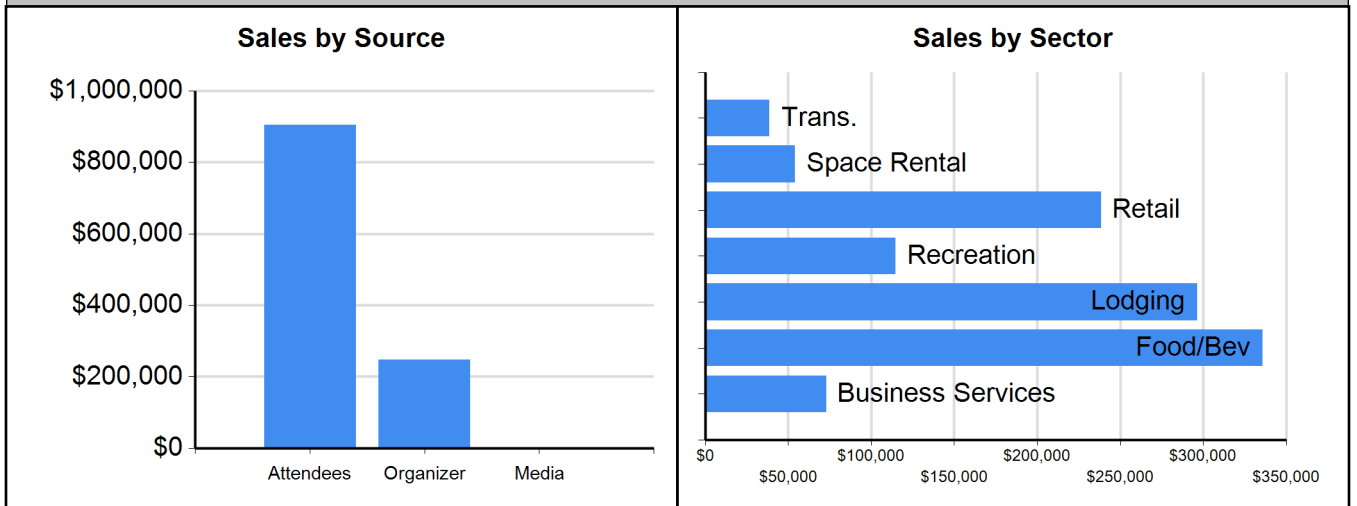 Sales by Source
$1,000,000
$800,000
$600,000
$400,000
$200,000
$0
Attendees Organizer Media
Sales by Sector
Trans.
Space Rental
Retail
Recreation
Lodging
Food/Bev
Business Services
$0 $100,000 $200,000 $300,000
$50,000 $150,000 $250,000 $350,000